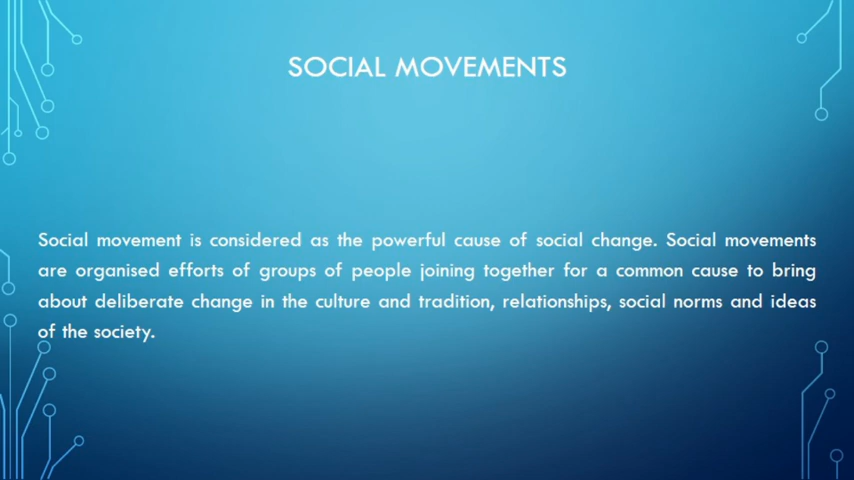 SOCIAL MOVEMENTS
Social movement is considered as the powerful cause of social change. Social movements
are organised efforts of groups of people joining together for a common cause to bring
about deliberate change in the culture and tradition, relationships, social norms and ideas
of the society.